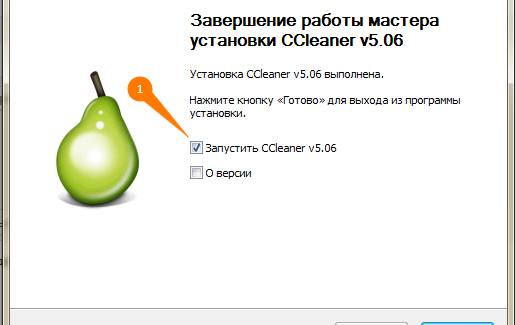 Завершение работы мастера
установки CCleaner v5.06
Установка CCleaner v5.06 выполнена.
Нажмите кнопку «Готово» для выхода из программы
установки.
1
Запустить CCleaner v5.06
О версии